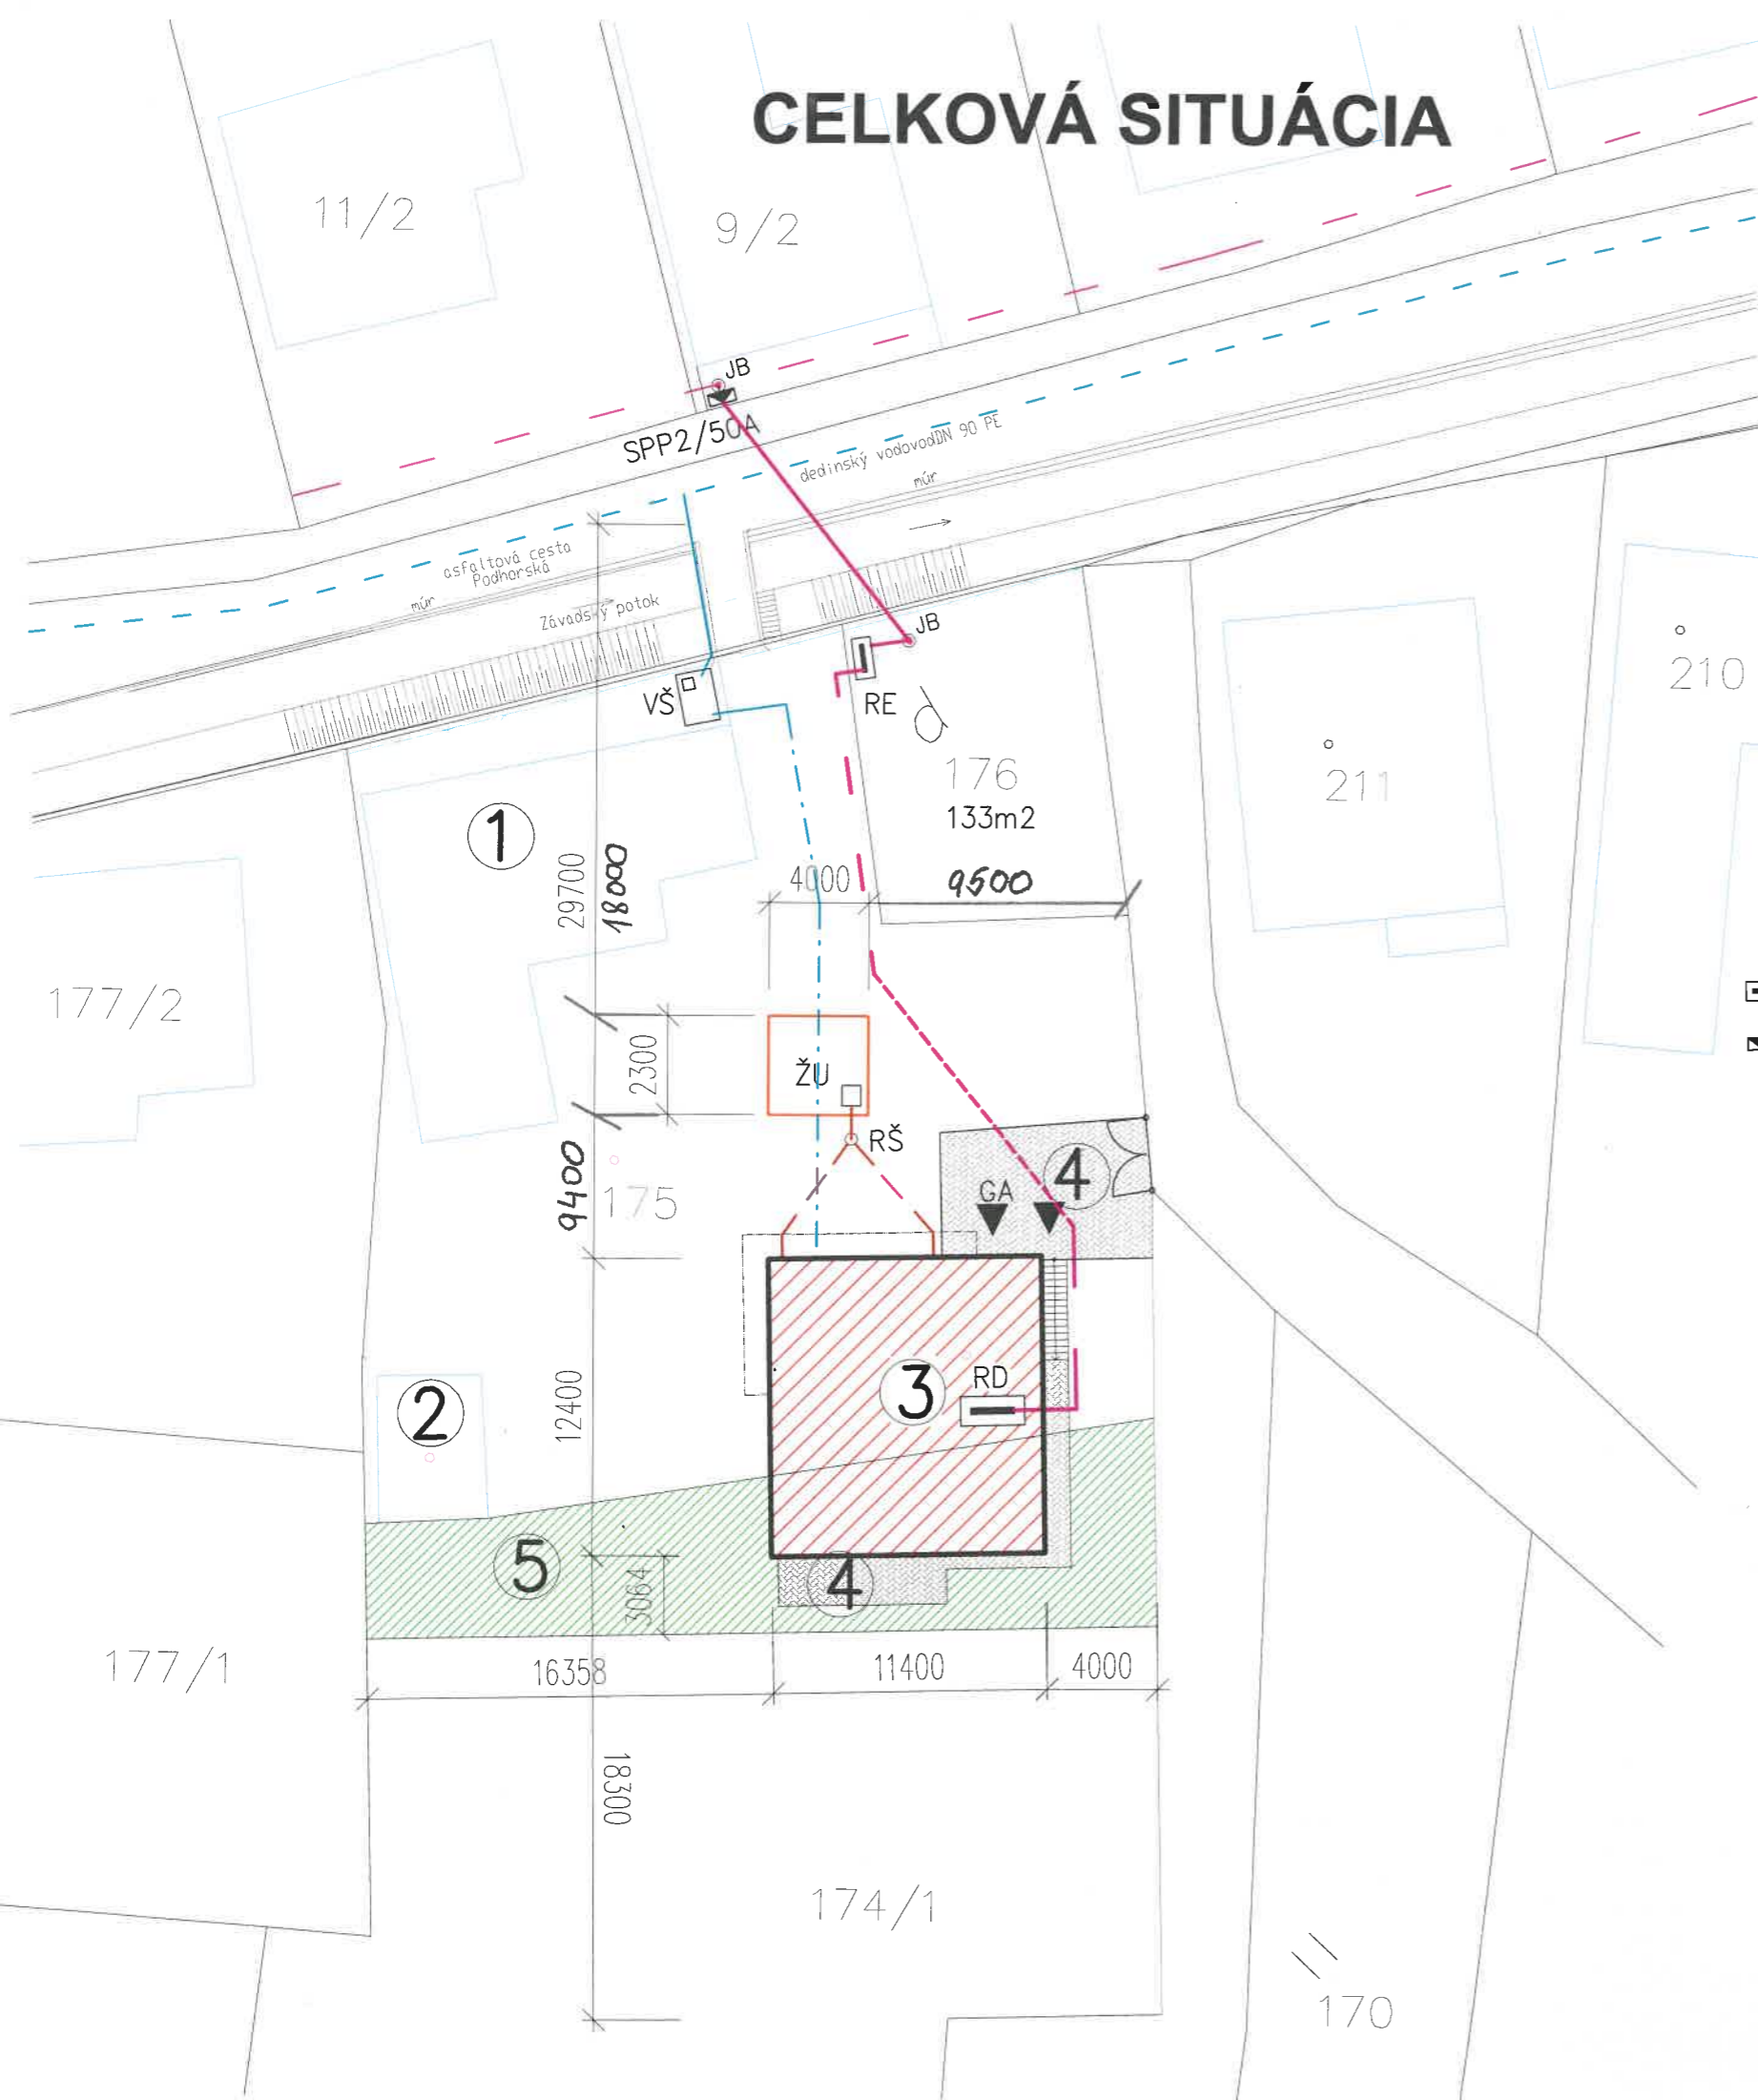 CELKOVÁ SITUÁCIA
11/2
9/2
JB
SPP2/50A
dedinský vodovodDN 90 PE
múr
asfaltová cesta
Podhorská
múr
Závadský potok
JB
VŠ
RE
210
176
133m2
211
1
29700
18000
4000
9500
177/2
2300
ŽU
RŠ
9400
175
GA
4
12400
2
3
RD
5
3064
4
177/1
16358
11400
4000
18300
174/1
170